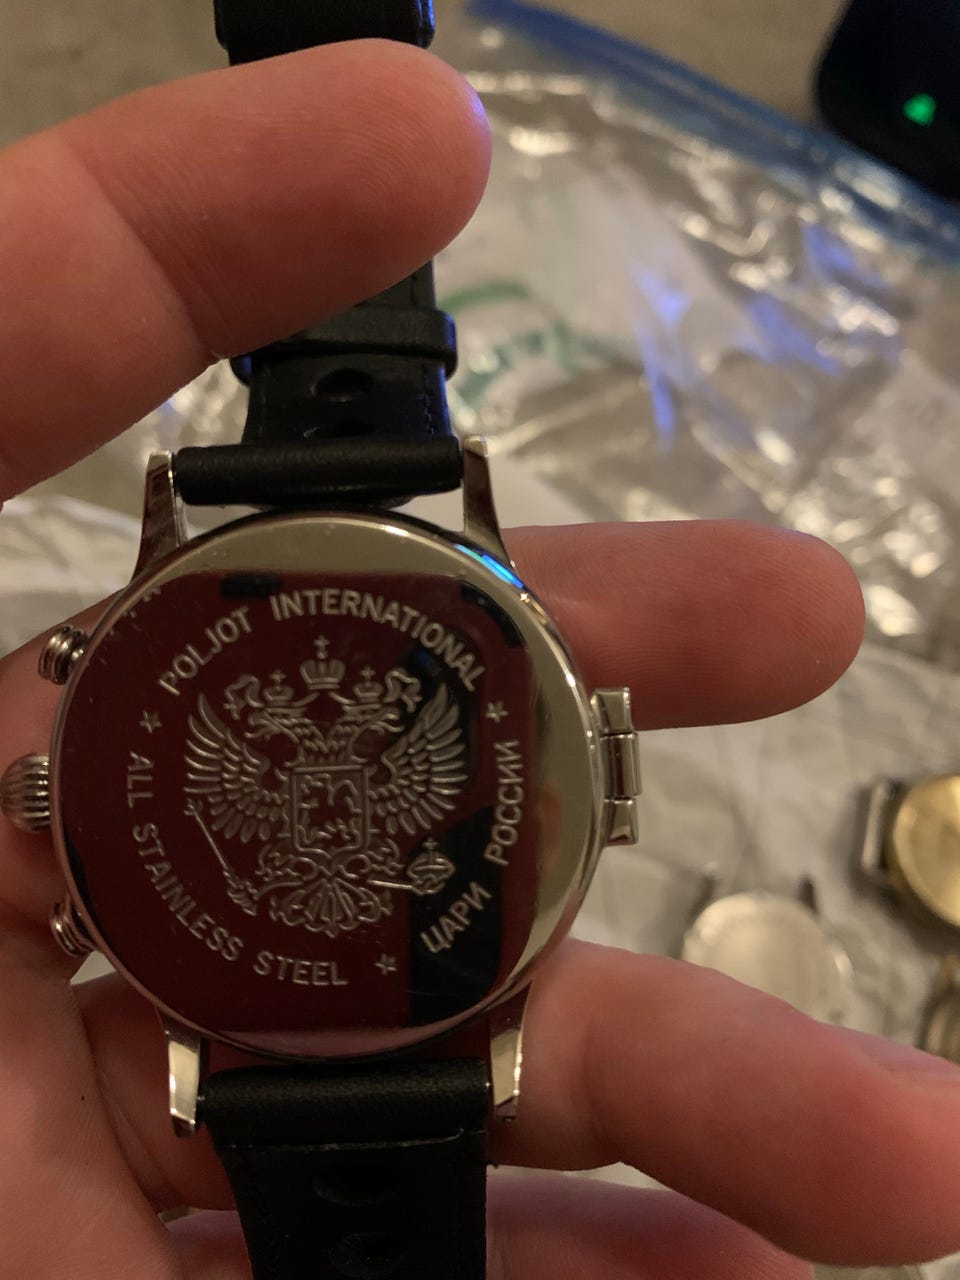 POLJOT INTERNATIONAL
ЦАРИ РОССИИ
ALL STAINLESS STEEL